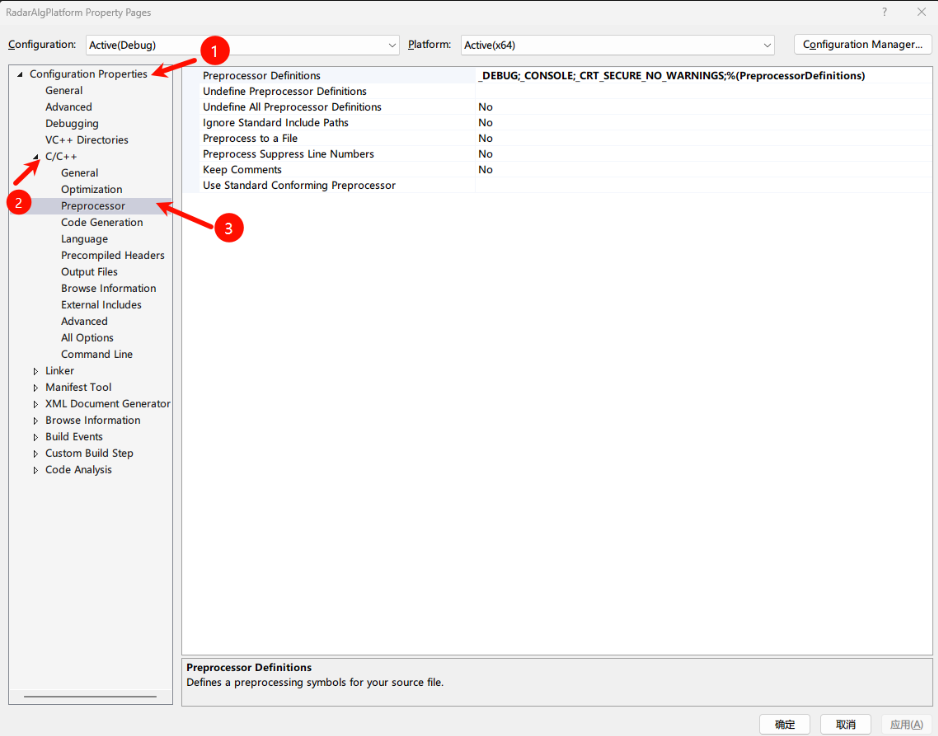 RadarAlgPlatform Property Pages
?
Configuration: Active(Debug) Platform: Active(x64) Configuration Manager...
1
Configuration Properties
General
Advanced
Debugging
VC++ Directories
C/C++
2
General
Optimization
Preprocessor
3
Code Generation
Language
Precompiled Headers
Output Files
Browse Information
External Includes
Advanced
All Options
Command Line
Linker
Manifest Tool
XML Document Generator
Browse Information
Build Events
Custom Build Step
Code Analysis
Preprocessor Definitions _DEBUG;_CONSOLE;_CRT_SECURE_NO_WARNINGS;%(PreprocessorDefinitions)
Undefine Preprocessor Definitions
Undefine All Preprocessor Definitions No
Ignore Standard Include Paths No
Preprocess to a File No
Preprocess Suppress Line Numbers No
Keep Comments No
Use Standard Conforming Preprocessor
Preprocessor Definitions
Defines a preprocessing symbols for your source file.
确定 取消 应用(A)